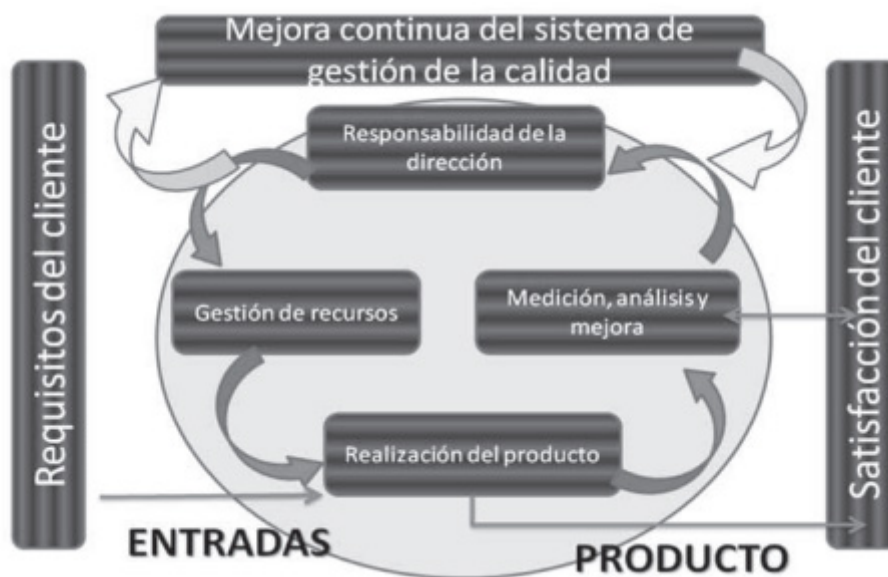 Mejora continua del sistema de
gestión de la calidad
Requisitos del cliente
Responsabilidad de la
dirección
Gestión de recursos
Medición, análisis y
mejora
Realización del producto
Satisfacción del cliente
ENTRADAS
PRODUCTO